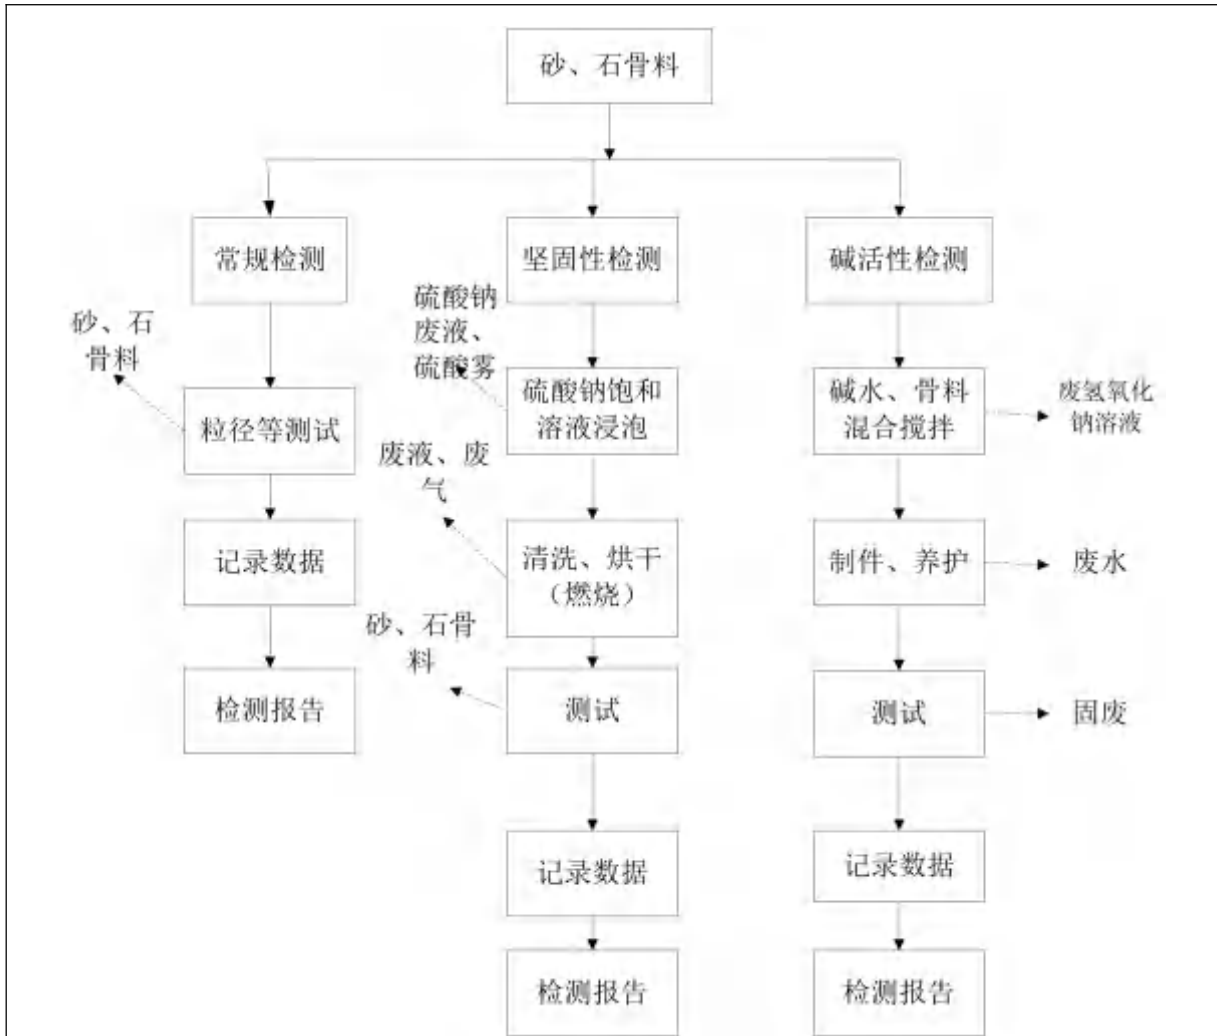 砂、石骨料
常规检测
坚固性检测
碱活性检测
砂、石
骨料
硫酸钠
废液、
硫酸雾
粒径等测试
硫酸钠饱和
溶液浸泡
碱水、骨料
混合搅拌
废氢氧化
钠溶液
废液、废
气
记录数据
清洗、烘干
（燃烧）
制件、养护
废水
砂、石骨
料
检测报告
测试
测试
固废
记录数据
记录数据
检测报告
检测报告